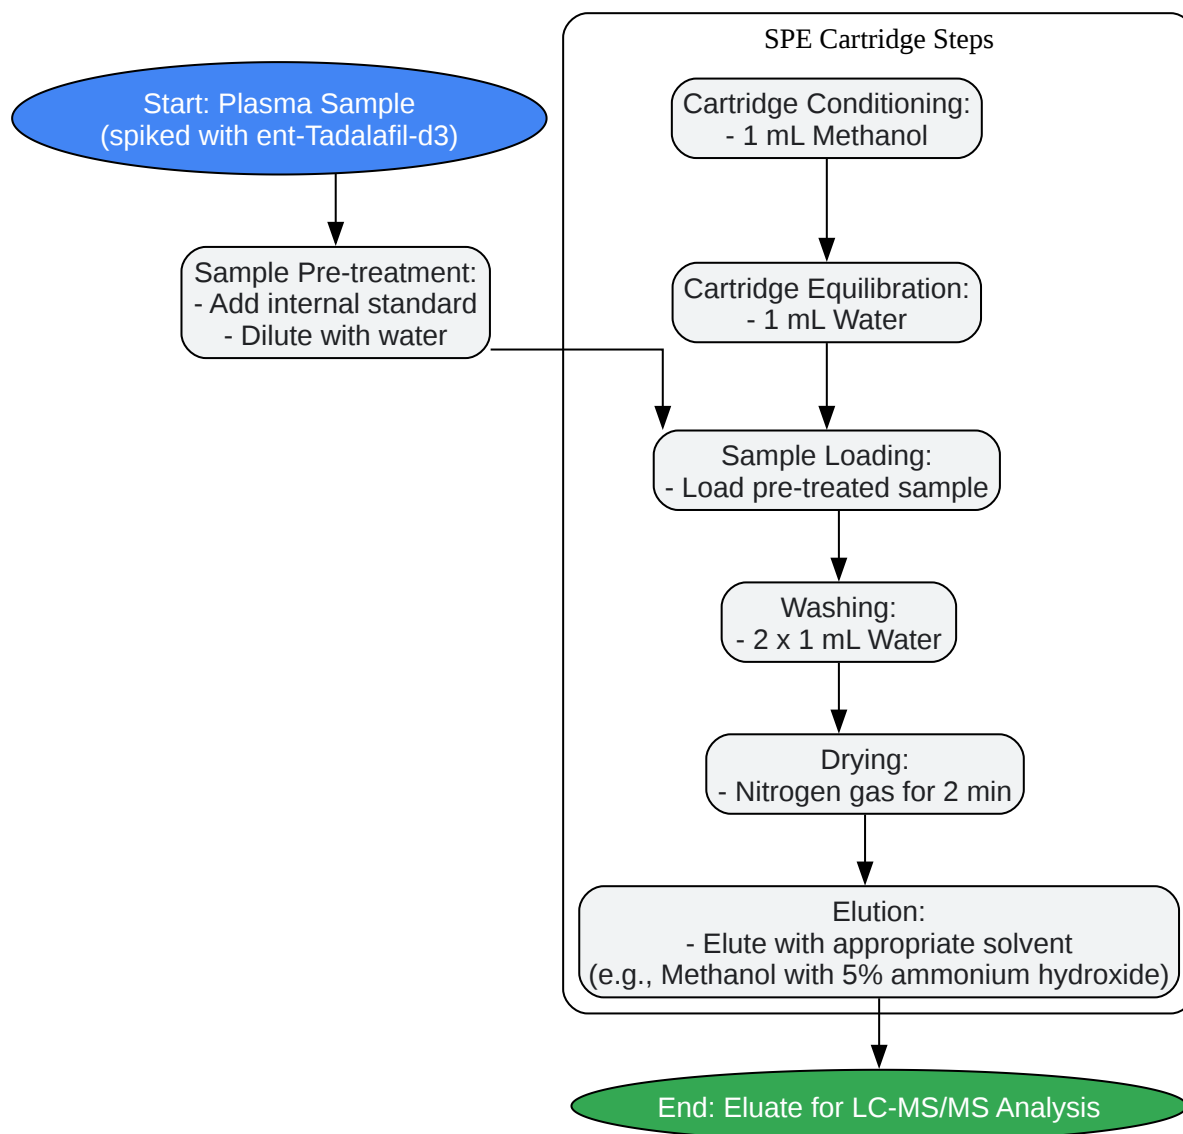 SPE Cartridge Steps
Start: Plasma Sample
(spiked with ent-Tadalafil-d3)
Sample Pre-treatment:
- Add internal standard
- Dilute with water
Cartridge Conditioning:
- 1 mL Methanol
Cartridge Equilibration:
- 1 mL Water
Sample Loading:
- Load pre-treated sample
Washing:
- 2 x 1 mL Water
Drying:
- Nitrogen gas for 2 min
Elution:
- Elute with appropriate solvent
(e.g., Methanol with 5% ammonium hydroxide)
End: Eluate for LC-MS/MS Analysis